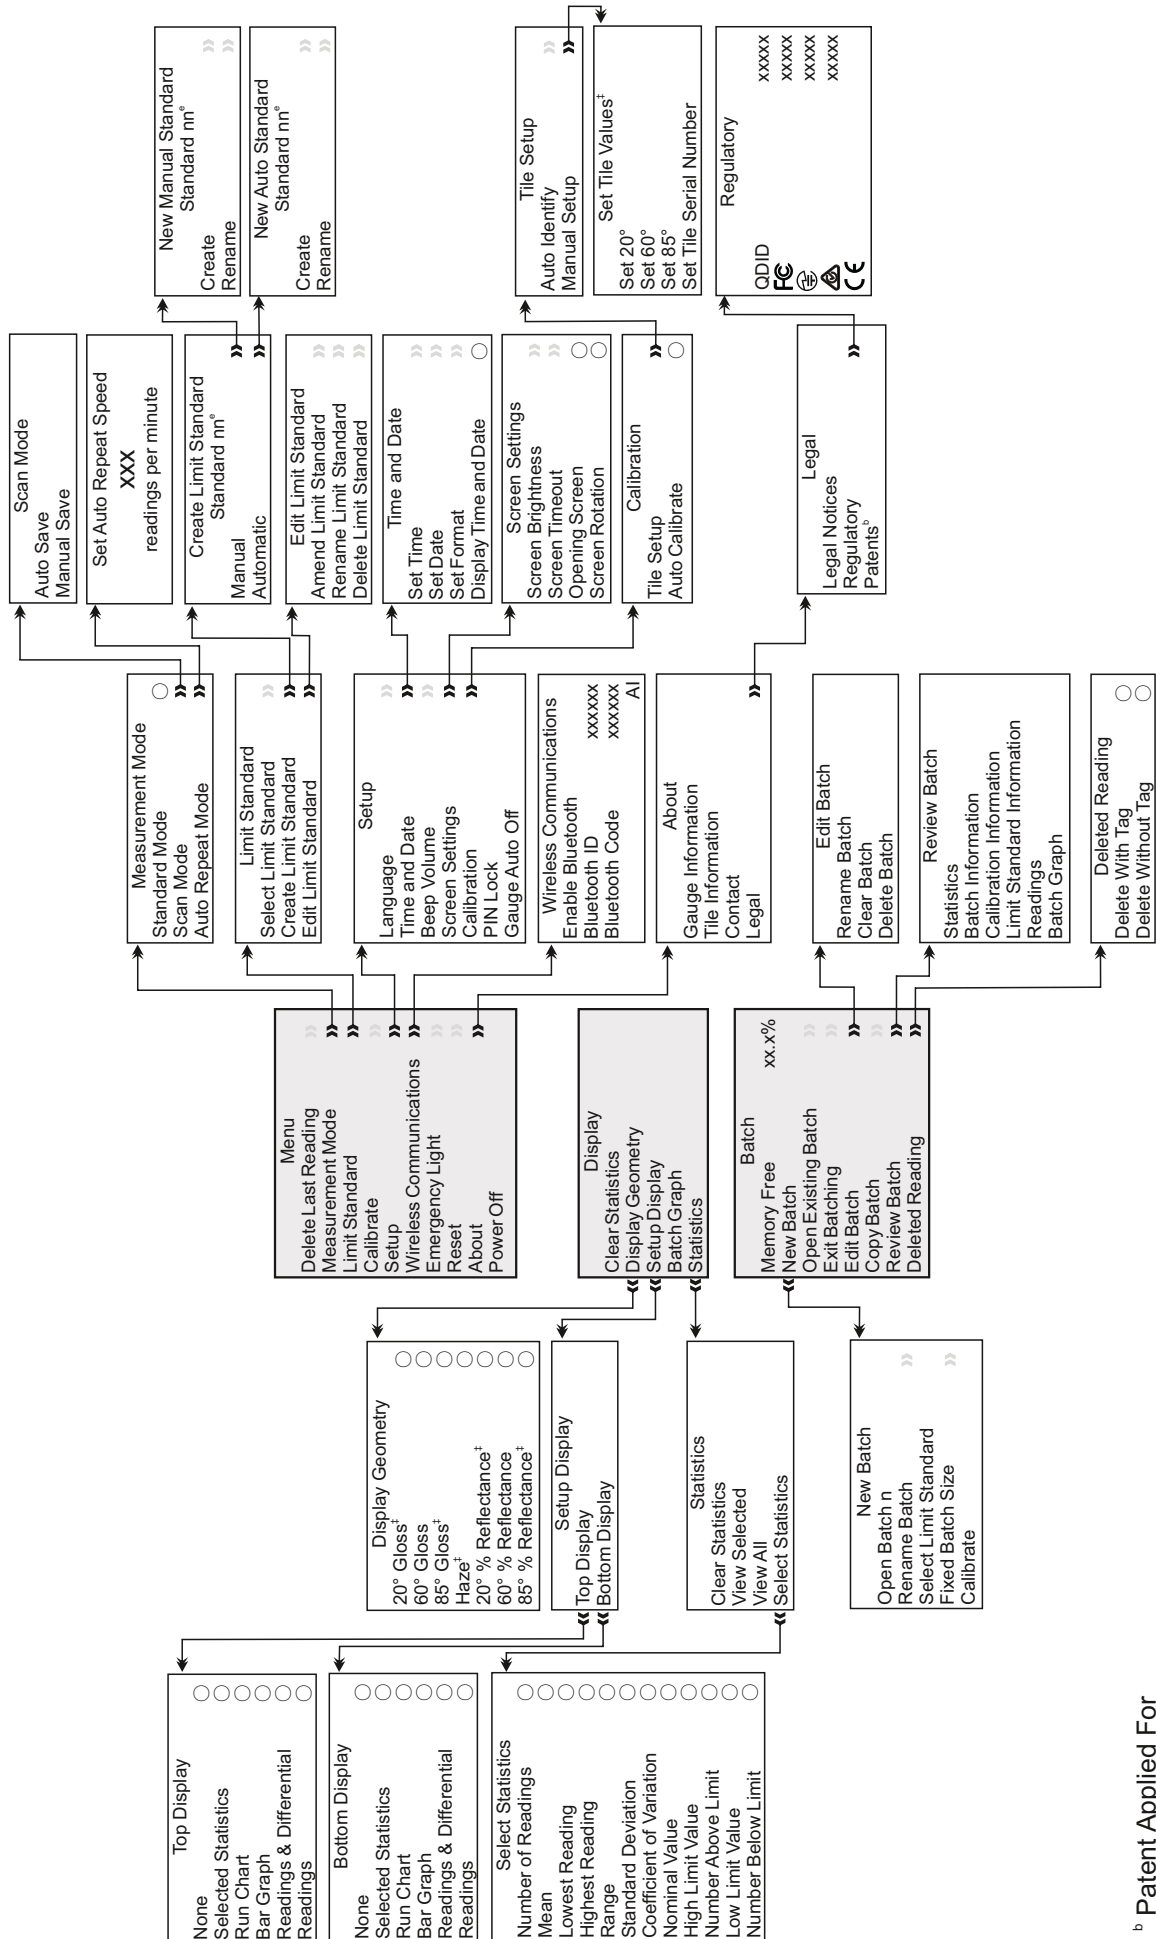 Top Display
None
Selected Statistics
Run Chart
Bar Graph
Readings & Differential
Readings
Bottom Display
None
Selected Statistics
Run Chart
Bar Graph
Readings & Differential
Readings
Select Statistics
Number of Readings
Mean
Lowest Reading
Highest Reading
Range
Standard Deviation
Coefficient of Variation
Nominal Value
High Limit Value
Number Above Limit
Low Limit Value
Number Below Limit
Display Geometry
20° Gloss‡
60° Gloss
85° Gloss‡
Haze‡
20° % Reflectance‡
60° % Reflectance
85° % Reflectance‡
Setup Display
Top Display
Bottom Display
Statistics
Clear Statistics
View Selected
View All
Select Statistics
New Batch
Open Batch n
Rename Batch
Select Limit Standard
Fixed Batch Size
Calibrate
Menu
Delete Last Reading
Measurement Mode
Limit Standard
Calibrate
Setup
Wireless Communications
Emergency Light
Reset
About
Power Off
Display
Clear Statistics
Display Geometry
Setup Display
Batch Graph
Statistics
Batch
Memory Free xx.x%
New Batch
Open Existing Batch
Exit Batching
Edit Batch
Copy Batch
Review Batch
Deleted Reading
Measurement Mode
Standard Mode
Scan Mode
Auto Repeat Mode
Limit Standard
Select Limit Standard
Create Limit Standard
Edit Limit Standard
Setup
Language
Time and Date
Beep Volume
Screen Settings
Calibration
PIN Lock
Gauge Auto Off
Wireless Communications
Enable Bluetooth
Bluetooth ID xxxxxx
Bluetooth Code xxxxxx
AI
About
Gauge Information
Tile Information
Contact
Legal
Edit Batch
Rename Batch
Clear Batch
Delete Batch
Review Batch
Statistics
Batch Information
Calibration Information
Limit Standard Information
Readings
Batch Graph
Deleted Reading
Delete With Tag
Delete Without Tag
Scan Mode
Auto Save
Manual Save
Set Auto Repeat Speed
XXX
readings per minute
Create Limit Standard
Standard nnᵉ
Manual
Automatic
Edit Limit Standard
Amend Limit Standard
Rename Limit Standard
Delete Limit Standard
Time and Date
Set Time
Set Date
Set Format
Display Time and Date
Screen Settings
Screen Brightness
Screen Timeout
Opening Screen
Screen Rotation
Calibration
Tile Setup
Auto Calibrate
Legal
Legal Notices
Regulatory
Patentsᵇ
New Manual Standard
Standard nnᵉ
Create
Rename
New Auto Standard
Standard nnᵉ
Create
Rename
Tile Setup
Auto Identify
Manual Setup
Set Tile Values‡
Set 20°
Set 60°
Set 85°
Set Tile Serial Number
Regulatory
QDID xxxxx
FC xxxxx
xxxxx
CE xxxxx
ᵇ Patent Applied For